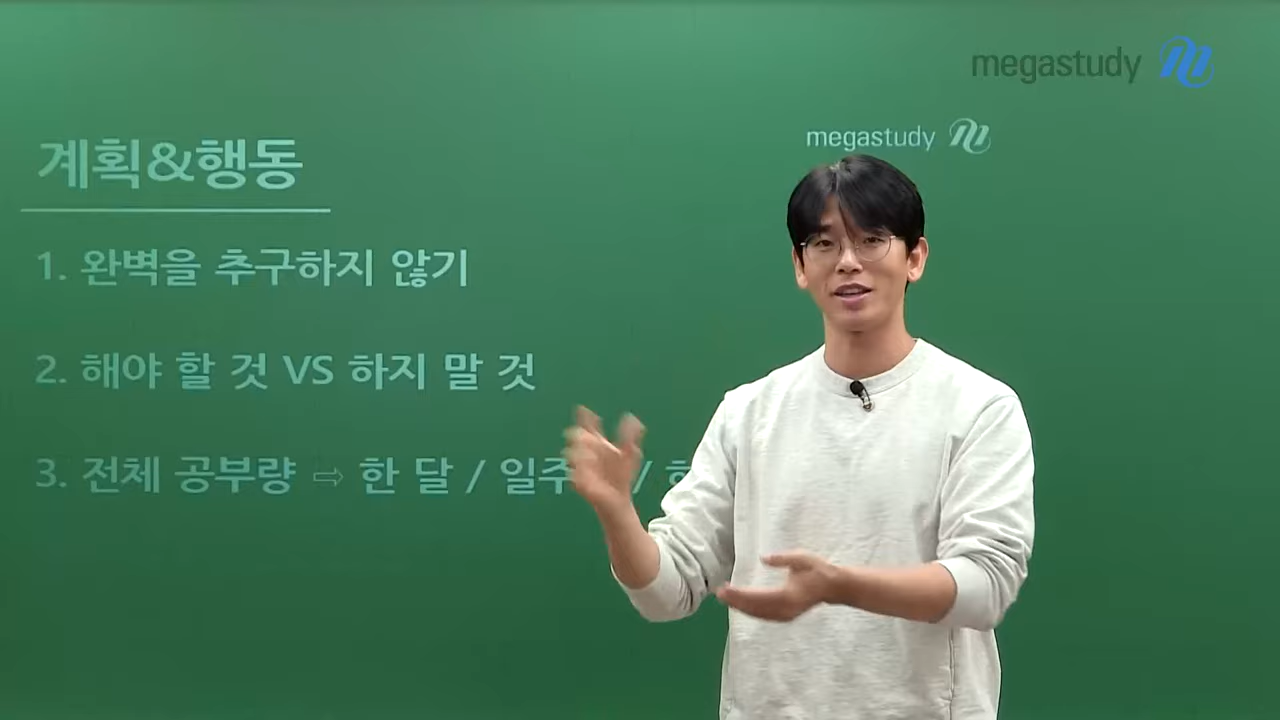 megastudy
megastudy
계획&행동
1. 완벽을 추구하지 않기
2. 해야 할 것 VS 하지 말 것
3. 전체 공부량 ⇨ 한 달 / 일주 /